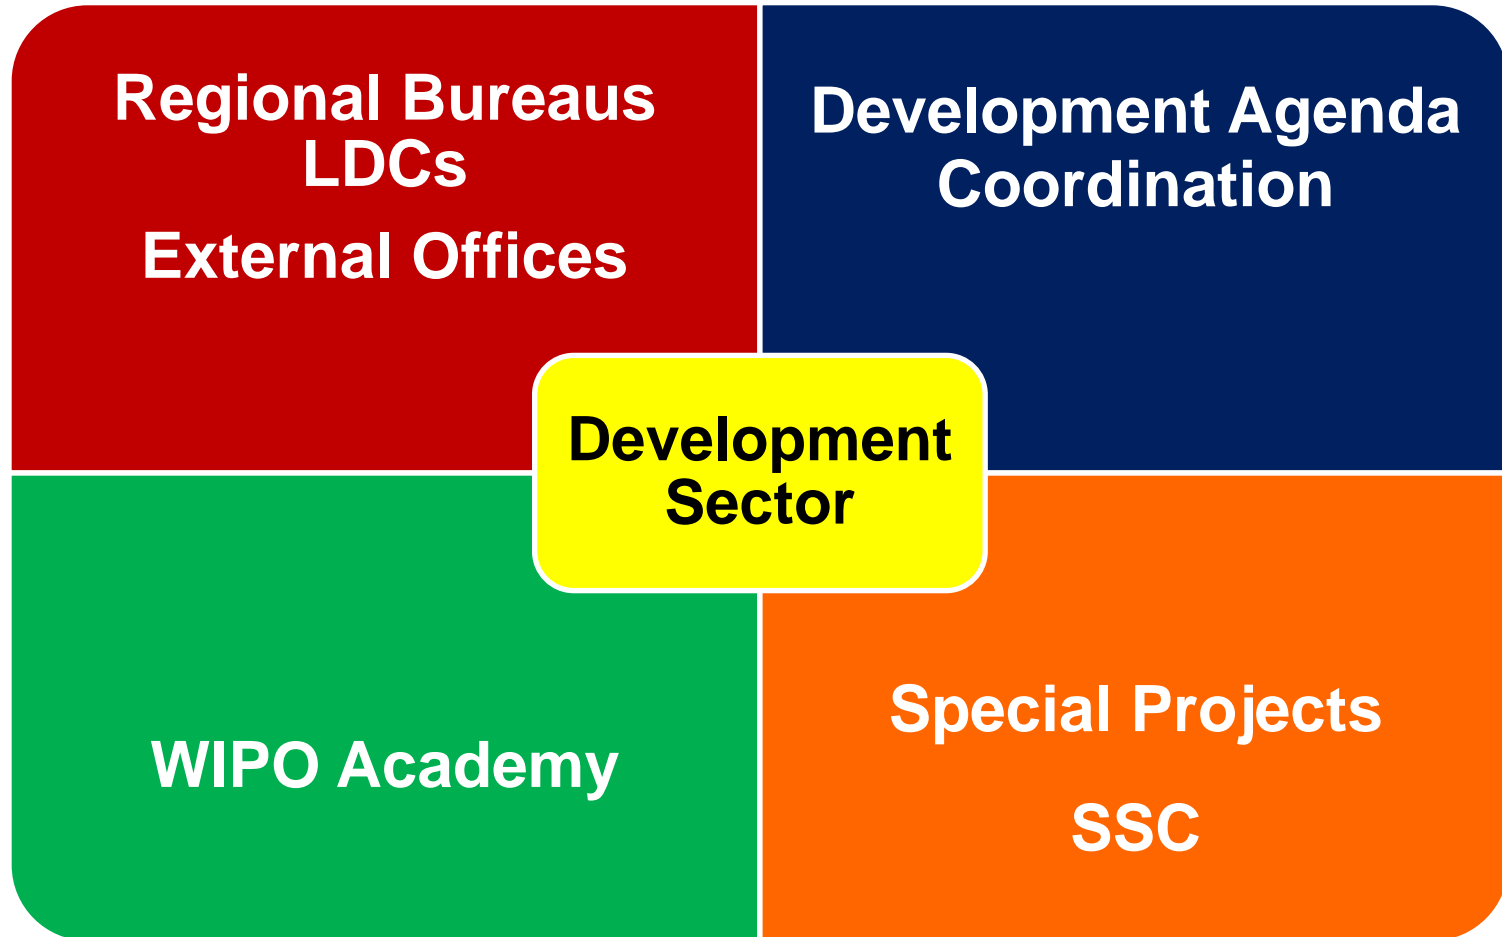 Regional Bureaus
LDCs
External Offices
Development Agenda
Coordination
Development
Sector
WIPO Academy
Special Projects
SSC